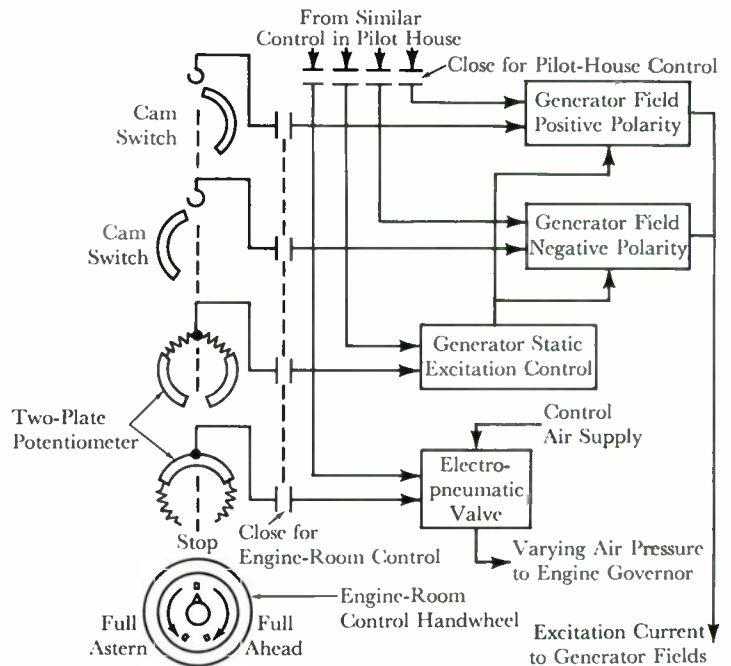 From Similar
Control in Pilot House
Close for Pilot-House Control
Cam
Switch
Generator Field
Positive Polarity
Cam
Switch
Generator Field
Negative Polarity
Generator Static
Excitation Control
Two-Plate
Potentiometer
Control
Air Supply
Electro-
pneumatic
Valve
Stop
Close for
Engine-Room Control
Varying Air Pressure
to Engine Governor
Engine-Room
Control Handwheel
Full
Astern
Full
Ahead
Excitation Current
to Generator Fields